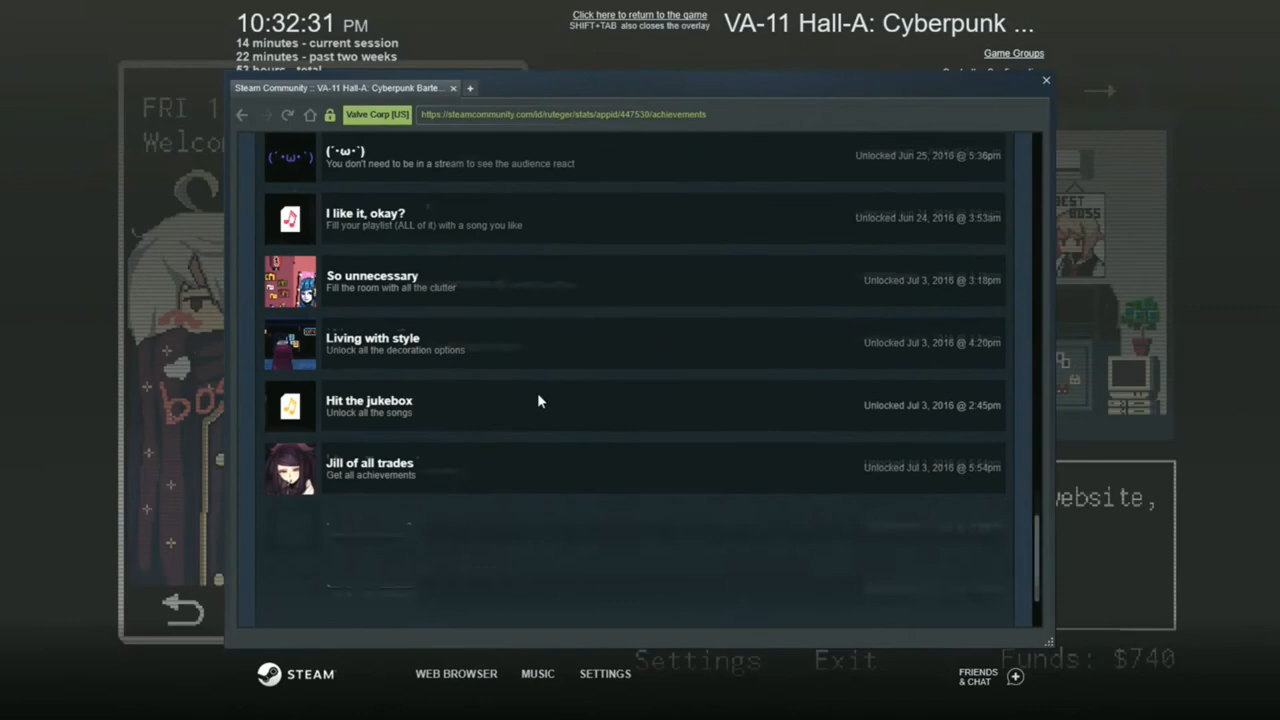 10:32:31 PM
14 minutes - current session
22 minutes - past two weeks
53 hours - total
Click here to return to the game
SHIFT+TAB also closes the overlay
VA-11 Hall-A: Cyberpunk ...
Game Groups
Steam Community :: VA-11 Hall-A: Cyberpunk Barte...
Valve Corp [US]
https://steamcommunity.com/id/ruteger/stats/appid/447530/achievements
FRI 1
Welco
BEST
BOSS
(´･ω･`)
(´･ω･`)
You don't need to be in a stream to see the audience react
Unlocked Jun 25, 2016 @ 5:36pm
I like it, okay?
Fill your playlist (ALL of it) with a song you like
Unlocked Jun 24, 2016 @ 3:53am
So unnecessary
Fill the room with all the clutter
Unlocked Jul 3, 2016 @ 3:18pm
Living with style
Unlock all the decoration options
Unlocked Jul 3, 2016 @ 4:20pm
Hit the jukebox
Unlock all the songs
Unlocked Jul 3, 2016 @ 2:45pm
Jill of all trades
Get all achievements
Unlocked Jul 3, 2016 @ 5:54pm
bos
website,
Settings
Exit
Funds: $740
STEAM
WEB BROWSER
MUSIC
SETTINGS
FRIENDS
& CHAT